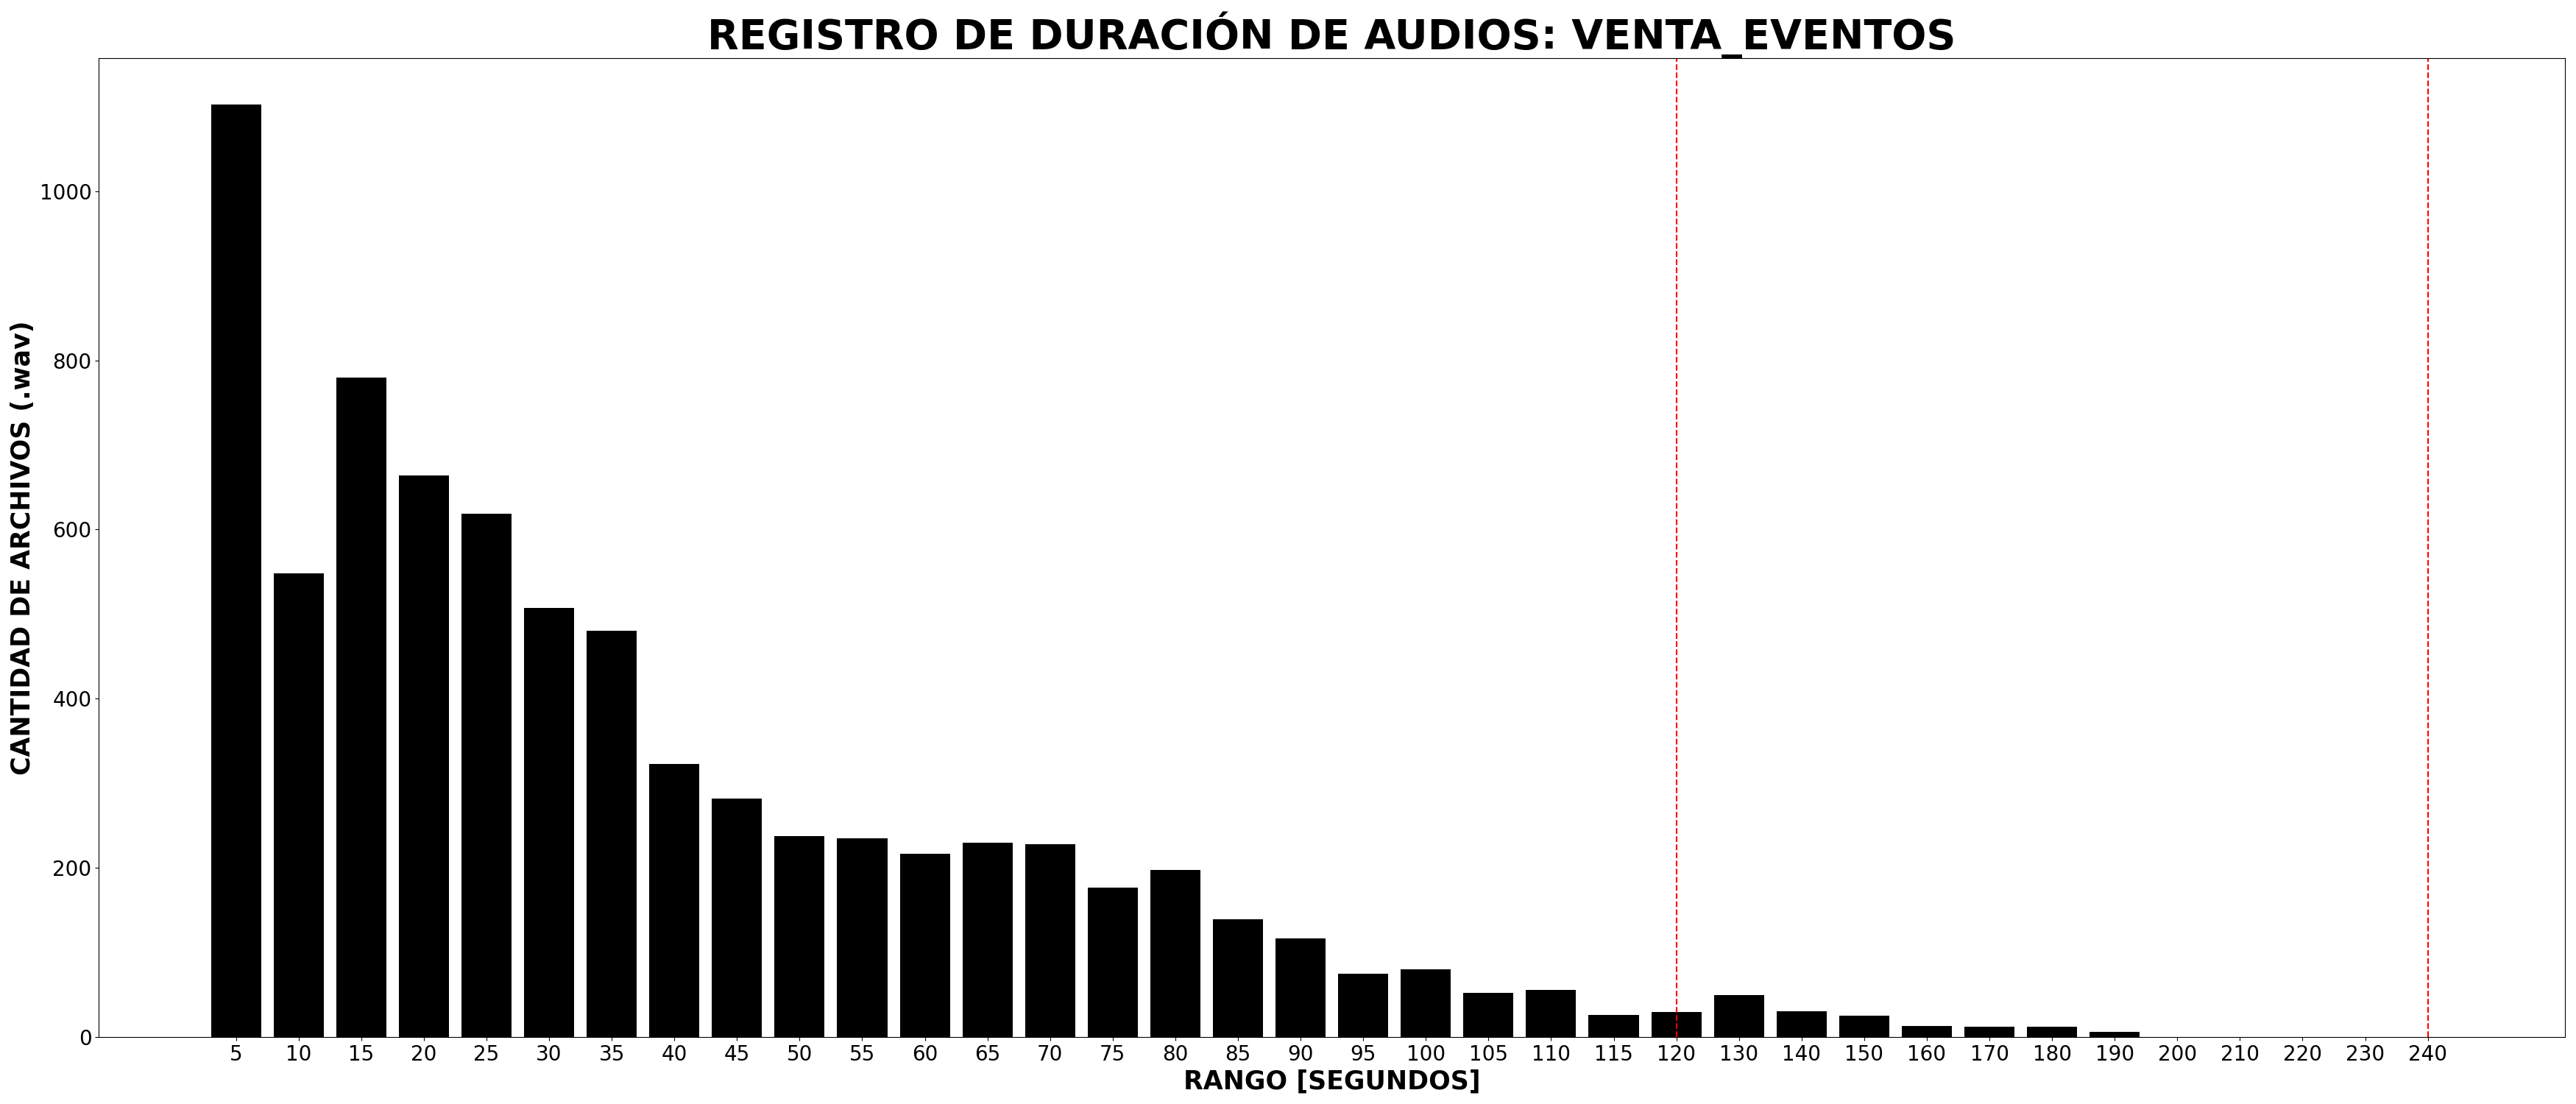 REGISTRO DE DURACIÓN DE AUDIOS: VENTA_EVENTOS
CANTIDAD DE ARCHIVOS (.wav)
1000
800
600
400
200
0
5 10 15 20 25 30 35 40 45 50 55 60 65 70 75 80 85 90 95 100 105 110 115 120 130 140 150 160 170 180 190 200 210 220 230 240
RANGO [SEGUNDOS]